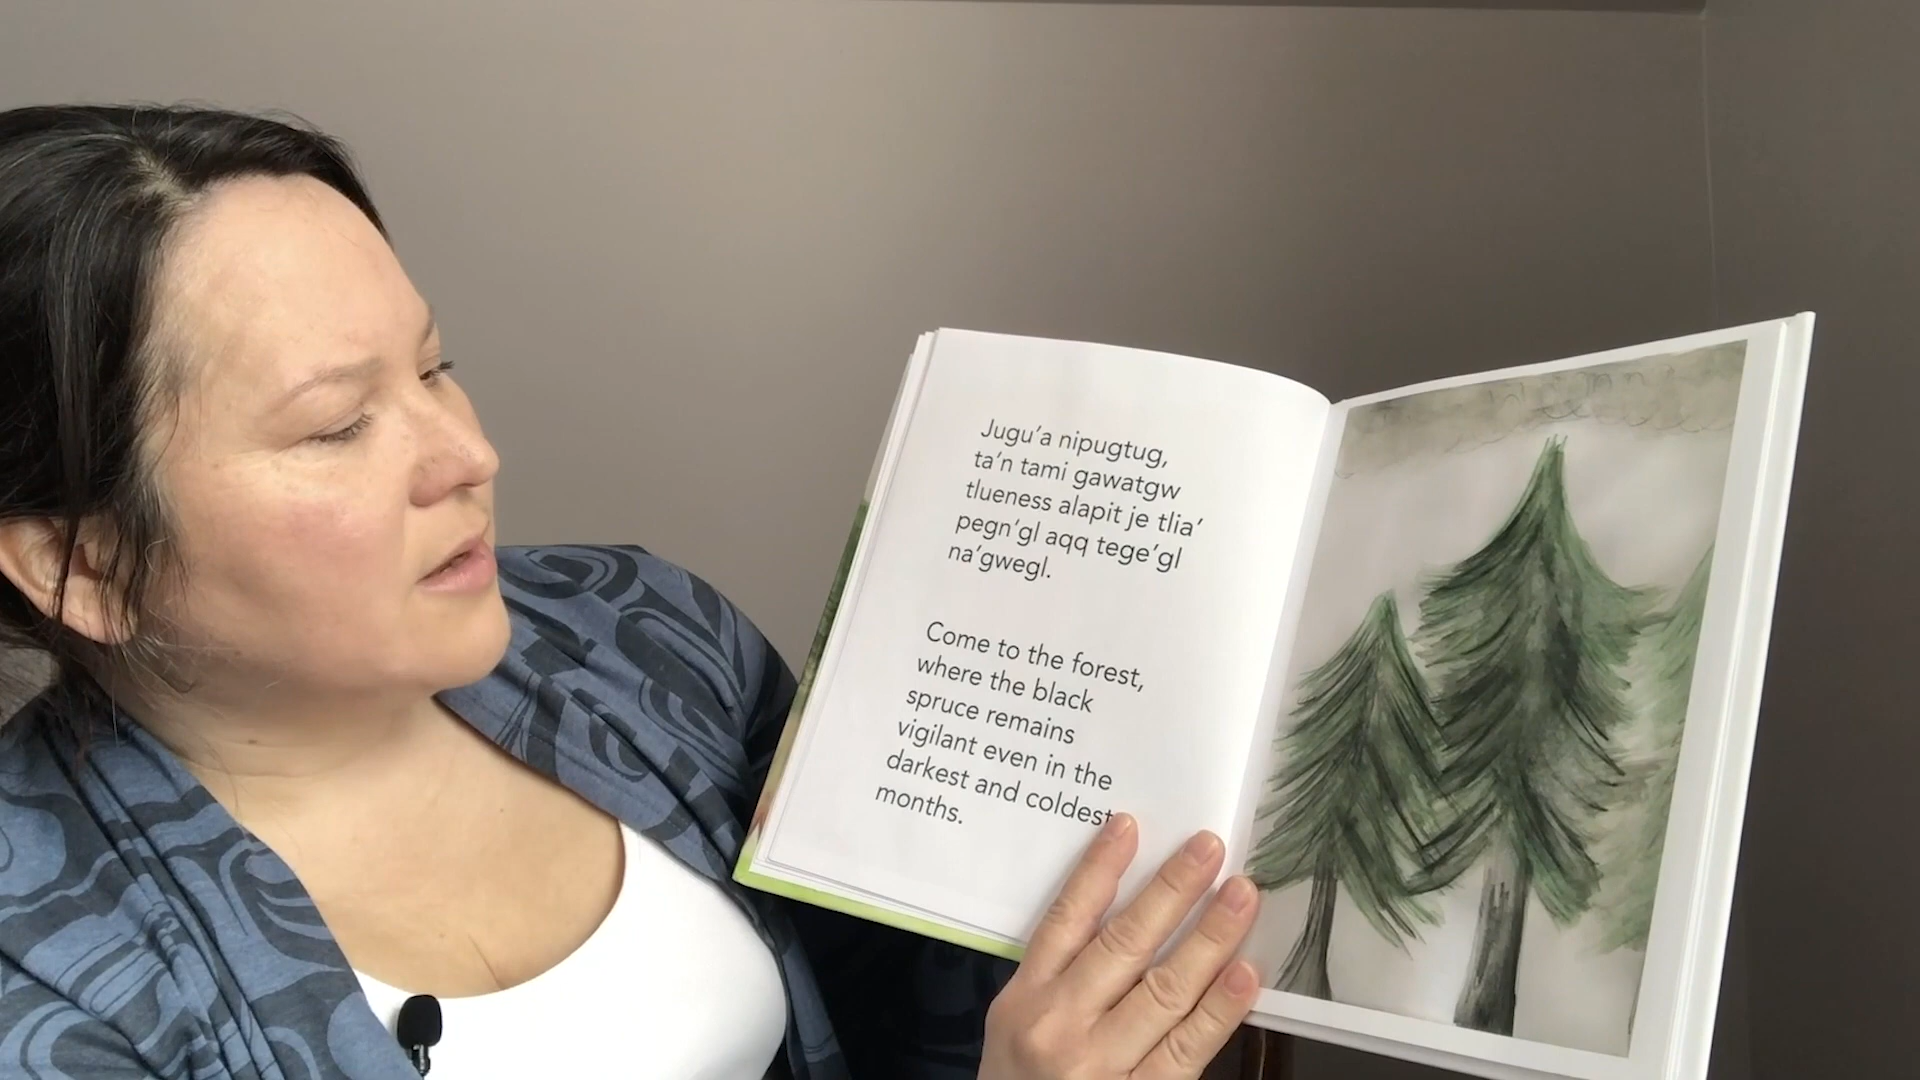 Jugu’a nipugtug,
ta’n tami gawatgw
tlueness alapit je tlia’
pegn’gl aqq tege’gl
na’gwegl.
Come to the forest,
where the black
spruce remains
vigilant even in the
darkest and coldest
months.